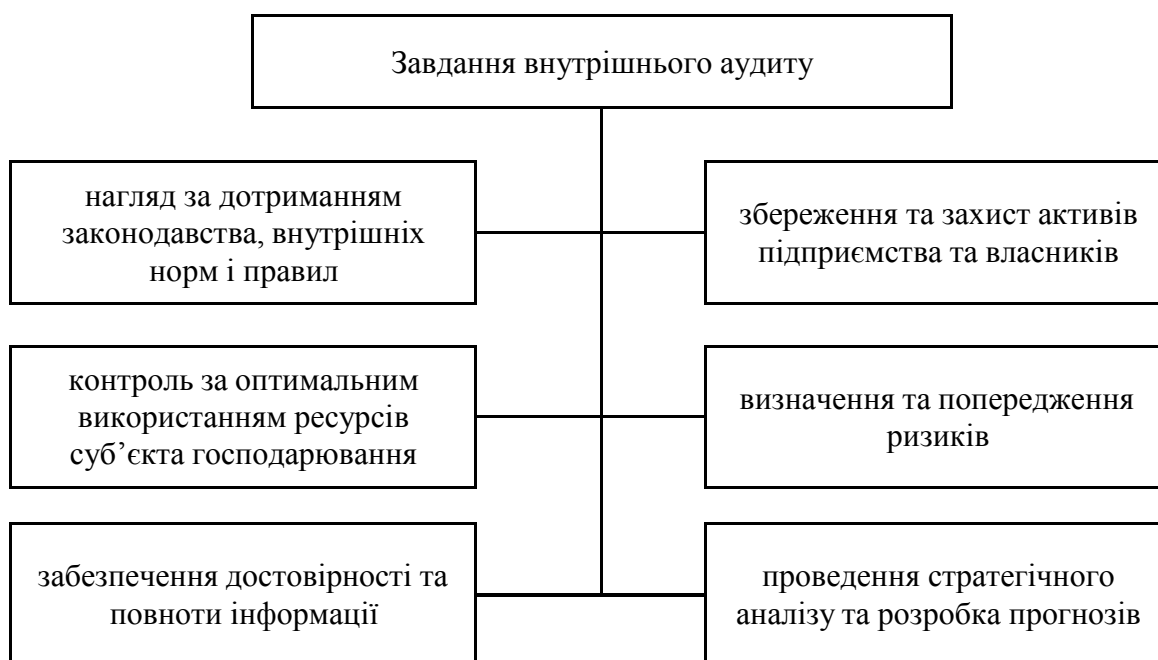 Завдання внутрішнього аудиту
нагляд за дотриманням
законодавства, внутрішніх
норм і правил
збереження та захист активів
підприємства та власників
контроль за оптимальним
використанням ресурсів
суб’єкта господарювання
визначення та попередження
ризиків
забезпечення достовірності та
повноти інформації
проведення стратегічного
аналізу та розробка прогнозів